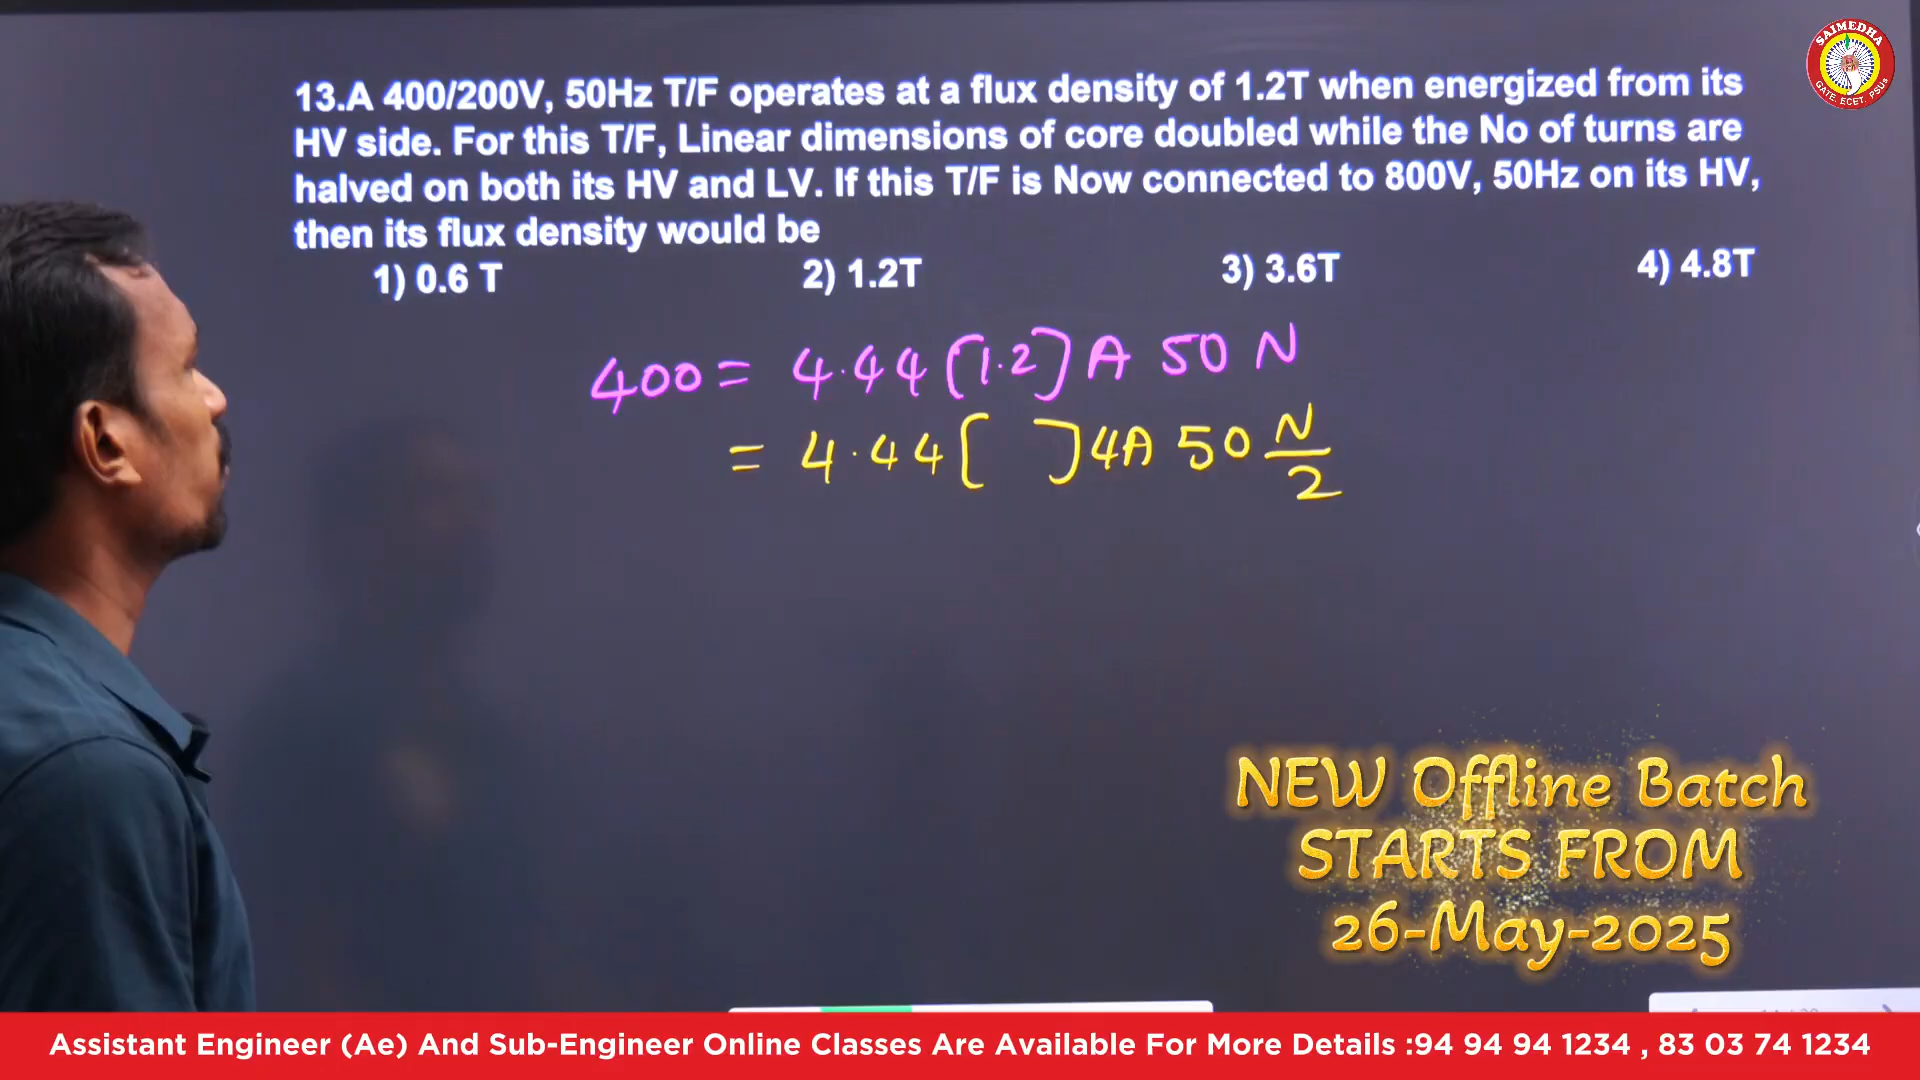 SAIMEDHA
GATE. ECET. PSUs
13.A 400/200V, 50Hz T/F operates at a flux density of 1.2T when energized from its
HV side. For this T/F, Linear dimensions of core doubled while the No of turns are
halved on both its HV and LV. If this T/F is Now connected to 800V, 50Hz on its HV,
then its flux density would be
1) 0.6 T 2) 1.2T 3) 3.6T 4) 4.8T
400 = 4.44 [1.2] A 50 N
= 4.44 [ ] 4A 50 N/2
NEW Offline Batch
STARTS FROM
26-May-2025
Assistant Engineer (Ae) And Sub-Engineer Online Classes Are Available For More Details :94 94 94 1234 , 83 03 74 1234